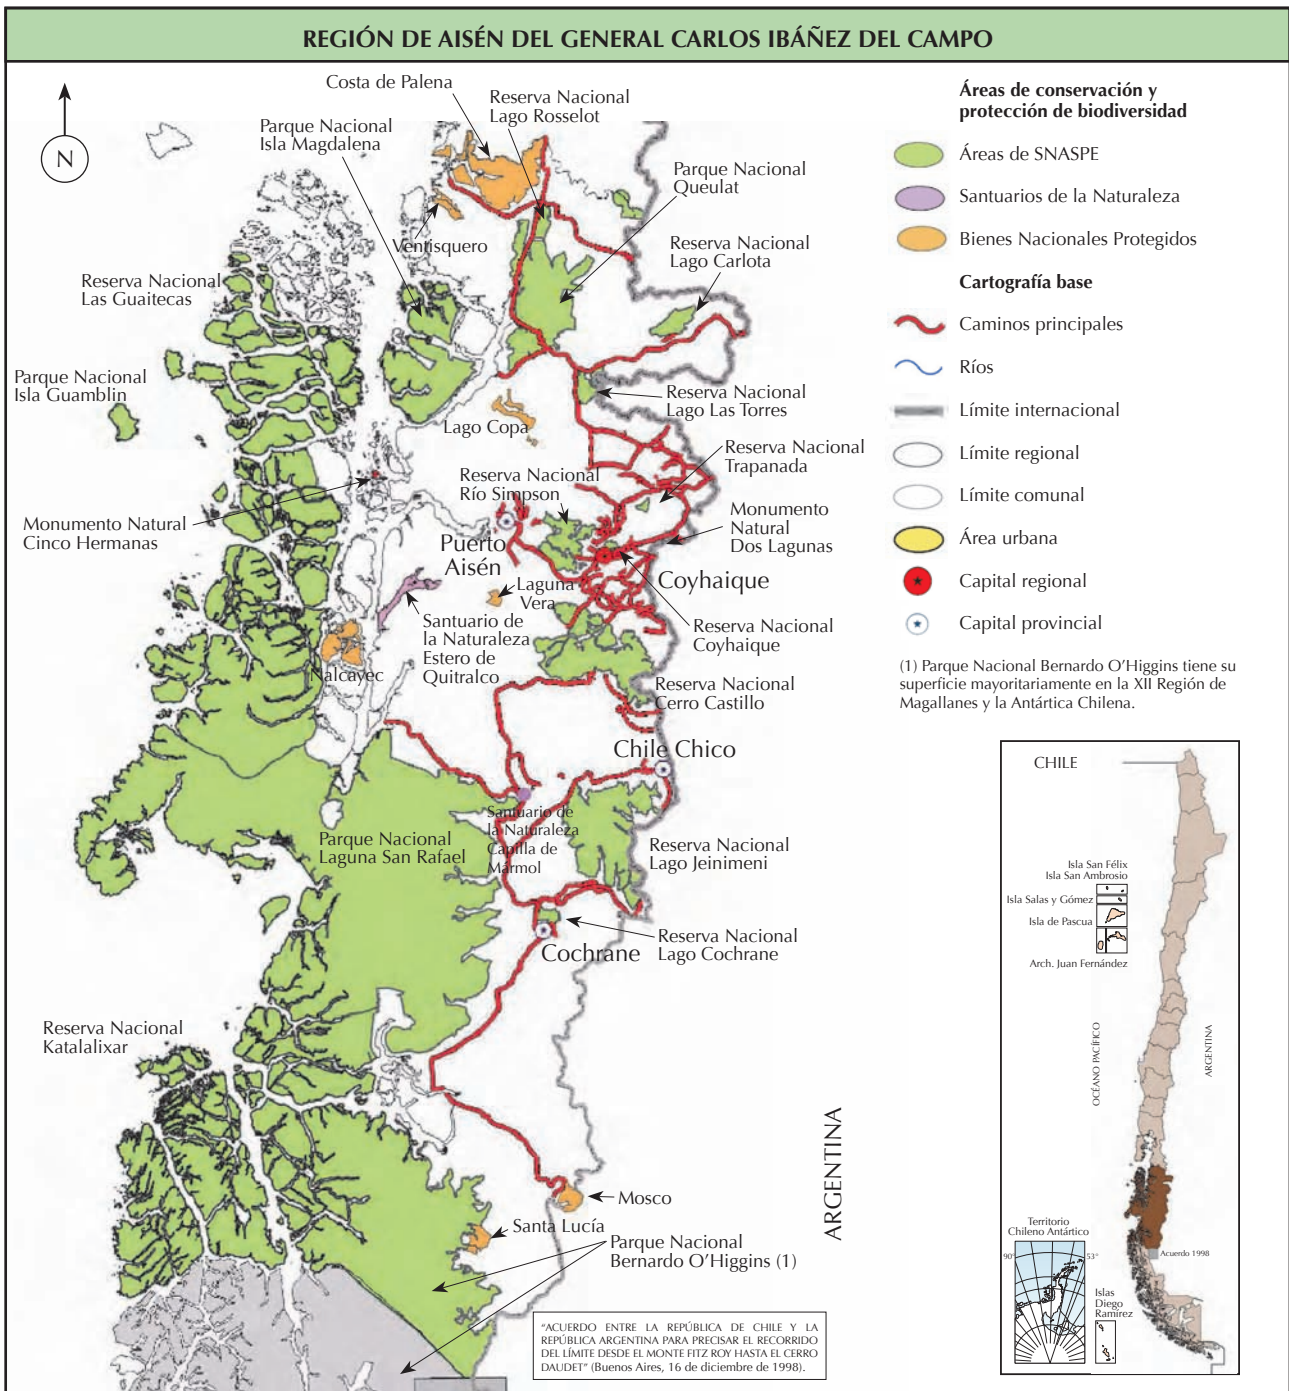 REGIÓN DE AISÉN DEL GENERAL CARLOS IBÁÑEZ DEL CAMPO
N
Costa de Palena
Reserva Nacional
Lago Rosselot
Parque Nacional
Isla Magdalena
Parque Nacional
Queulat
Ventisquero
Reserva Nacional
Lago Carlota
Reserva Nacional
Las Guaitecas
Parque Nacional
Isla Guamblin
Reserva Nacional
Lago Las Torres
Lago Copa
Reserva Nacional
Trapanada
Reserva Nacional
Río Simpson
Monumento Natural
Cinco Hermanas
Monumento
Natural
Dos Lagunas
Puerto
Aisén
Coyhaique
Laguna
Vera
Santuario de
la Naturaleza
Estero de
Quitralco
Reserva Nacional
Coyhaique
Nalcayec
Reserva Nacional
Cerro Castillo
Chile Chico
Santuario de
la Naturaleza
Capilla de
Mármol
Parque Nacional
Laguna San Rafael
Reserva Nacional
Lago Jeinimeni
Reserva Nacional
Lago Cochrane
Cochrane
Reserva Nacional
Katalalixar
Mosco
Santa Lucía
Parque Nacional
Bernardo O'Higgins (1)
ARGENTINA
"ACUERDO ENTRE LA REPÚBLICA DE CHILE Y LA
REPÚBLICA ARGENTINA PARA PRECISAR EL RECORRIDO
DEL LÍMITE DESDE EL MONTE FITZ ROY HASTA EL CERRO
DAUDET" (Buenos Aires, 16 de diciembre de 1998).
Áreas de conservación y
protección de biodiversidad
Áreas de SNASPE
Santuarios de la Naturaleza
Bienes Nacionales Protegidos
Cartografía base
Caminos principales
Ríos
Límite internacional
Límite regional
Límite comunal
Área urbana
Capital regional
Capital provincial
(1) Parque Nacional Bernardo O'Higgins tiene su
superficie mayoritariamente en la XII Región de
Magallanes y la Antártica Chilena.
CHILE
Isla San Félix
Isla San Ambrosio
Isla Salas y Gómez
Isla de Pascua
Arch. Juan Fernández
OCÉANO PACÍFICO
ARGENTINA
Territorio
Chileno Antártico
90°
53°
Acuerdo 1998
Islas
Diego
Ramírez